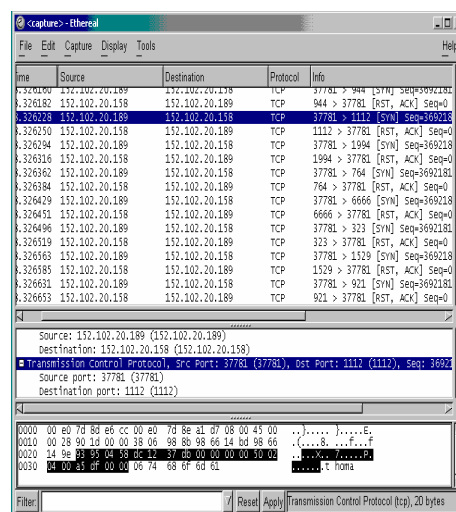 <capture> - Ethereal
File Edit Capture Display Tools Help
ime Source Destination Protocol Info
3.326160 152.102.20.189 152.102.20.158 TCP 37781 > 944 [SYN] Seq=3692181
3.326182 152.102.20.158 152.102.20.189 TCP 944 > 37781 [RST, ACK] Seq=0
3.326228 152.102.20.189 152.102.20.158 TCP 37781 > 1112 [SYN] Seq=369218
3.326250 152.102.20.158 152.102.20.189 TCP 1112 > 37781 [RST, ACK] Seq=
3.326294 152.102.20.189 152.102.20.158 TCP 37781 > 1994 [SYN] Seq=369218
3.326316 152.102.20.158 152.102.20.189 TCP 1994 > 37781 [RST, ACK] Seq=
3.326362 152.102.20.189 152.102.20.158 TCP 37781 > 764 [SYN] Seq=3692181
3.326384 152.102.20.158 152.102.20.189 TCP 764 > 37781 [RST, ACK] Seq=0
3.326429 152.102.20.189 152.102.20.158 TCP 37781 > 6666 [SYN] Seq=369218
3.326451 152.102.20.158 152.102.20.189 TCP 6666 > 37781 [RST, ACK] Seq=
3.326496 152.102.20.189 152.102.20.158 TCP 37781 > 323 [SYN] Seq=3692181
3.326519 152.102.20.158 152.102.20.189 TCP 323 > 37781 [RST, ACK] Seq=0
3.326563 152.102.20.189 152.102.20.158 TCP 37781 > 1529 [SYN] Seq=369218
3.326585 152.102.20.158 152.102.20.189 TCP 1529 > 37781 [RST, ACK] Seq=
3.326631 152.102.20.189 152.102.20.158 TCP 37781 > 921 [SYN] Seq=3692181
3.326653 152.102.20.158 152.102.20.189 TCP 921 > 37781 [RST, ACK] Seq=0
Source: 152.102.20.189 (152.102.20.189)
Destination: 152.102.20.158 (152.102.20.158)
Transmission Control Protocol, Src Port: 37781 (37781), Dst Port: 1112 (1112), Seq: 36921
Source port: 37781 (37781)
Destination port: 1112 (1112)
0000 00 e0 7d 8d e6 cc 00 e0 7d 8e a1 d7 08 00 45 00 ..}..... }.....E.
0010 00 28 90 1d 00 00 38 06 98 8b 98 66 14 bd 98 66 .(....8. ...f...f
0020 14 9e 93 95 04 58 dc 12 37 db 00 00 00 00 50 02 .....X.. 7.....P.
0030 04 00 a5 df 00 00 06 74 68 6f 6d 61 .......t homa
Filter: Reset Apply Transmission Control Protocol (tcp), 20 bytes